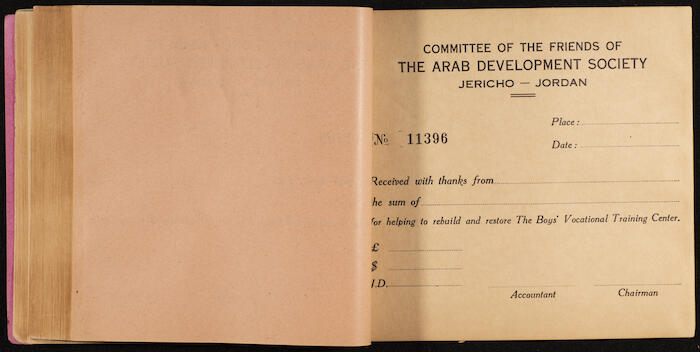 COMMITTEE OF THE FRIENDS OF
THE ARAB DEVELOPMENT SOCIETY
JERICHO — JORDAN
Place:
Date:
№ 11396
Received with thanks from
he sum of
for helping to rebuild and restore The Boys' Vocational Training Center.
£
$
J.D.
Accountant Chairman